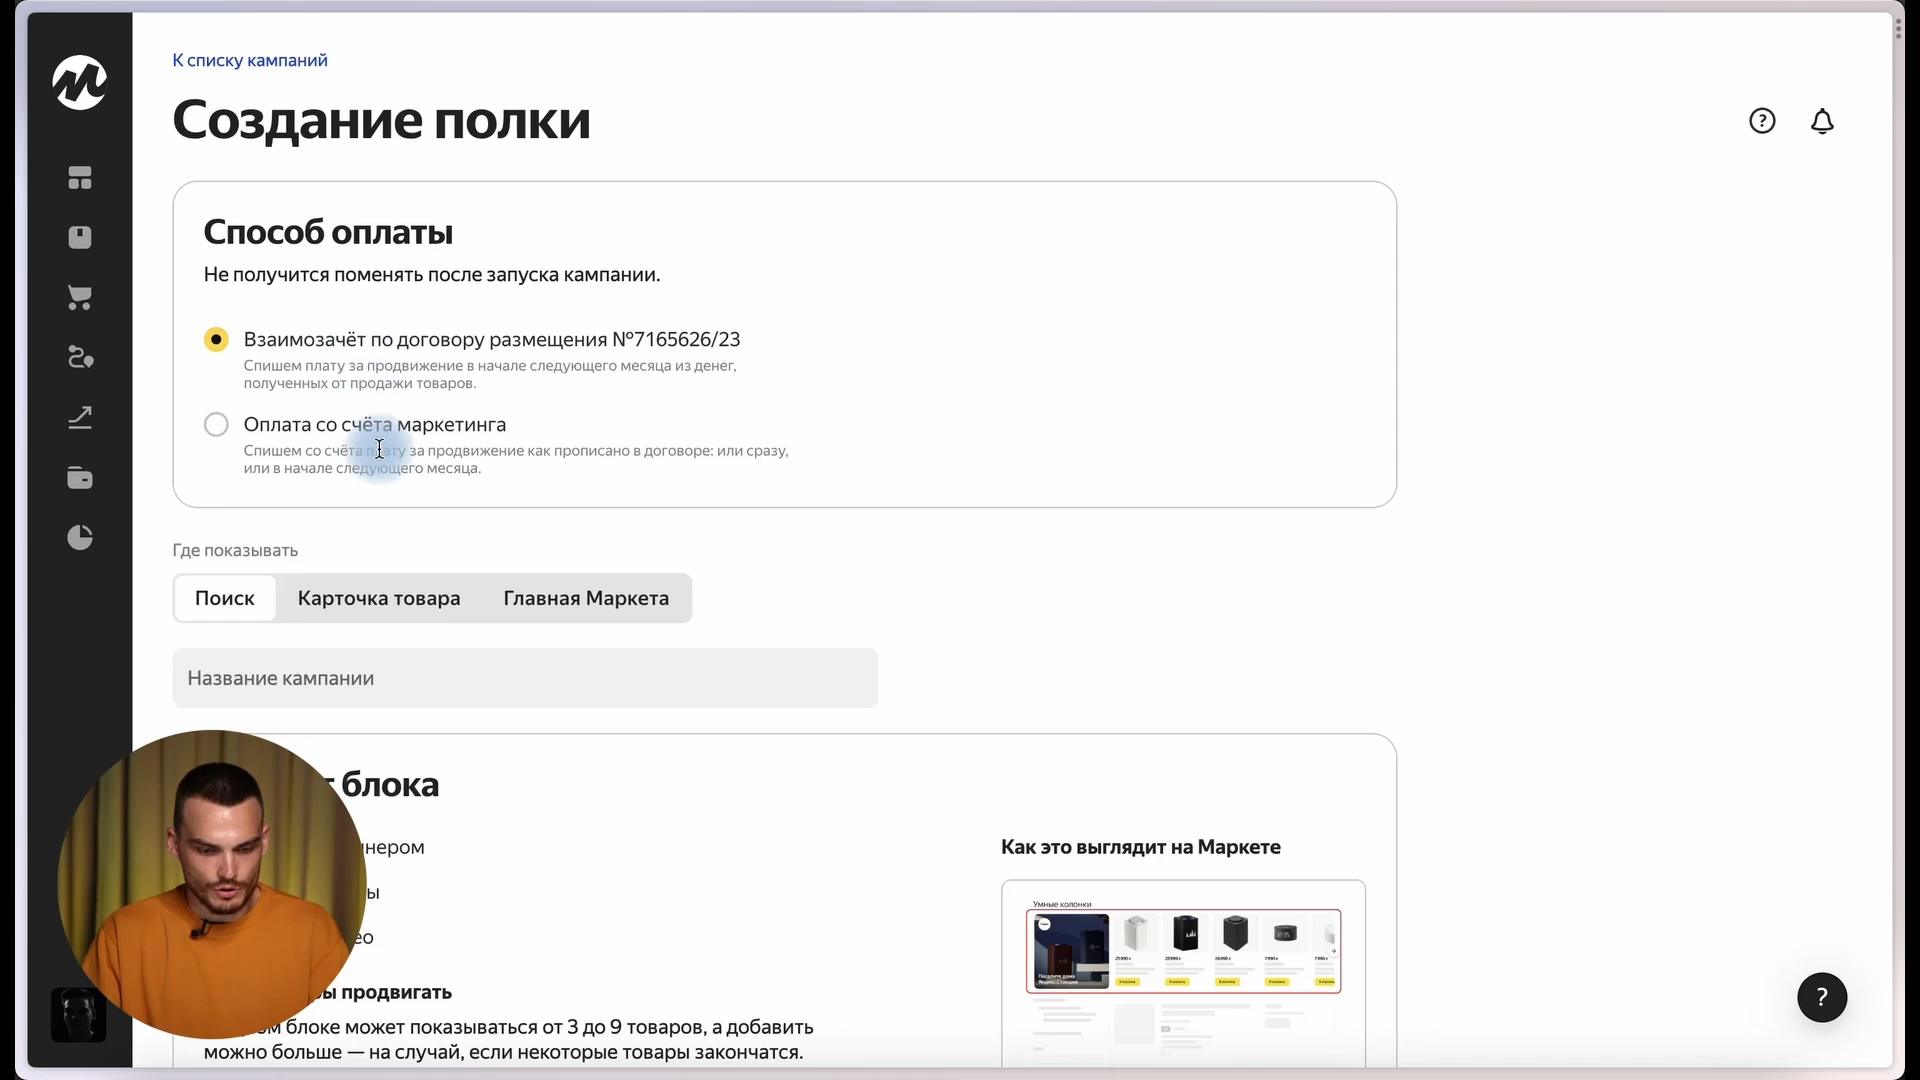 К списку кампаний
Создание полки
Способ оплаты
Не получится поменять после запуска кампании.
Взаимозачёт по договору размещения №7165626/23
Спишем плату за продвижение в начале следующего месяца из денег,
полученных от продажи товаров.
Оплата со счёта маркетинга
Спишем со счёта плату за продвижение как прописано в договоре: или сразу,
или в начале следующего месяца.
Где показывать
Поиск Карточка товара Главная Маркета
Название кампании
блока
Как это выглядит на Маркете
Умные колонки
продвигать
блоке может показываться от 3 до 9 товаров, а добавить
можно больше — на случай, если некоторые товары закончатся.
?